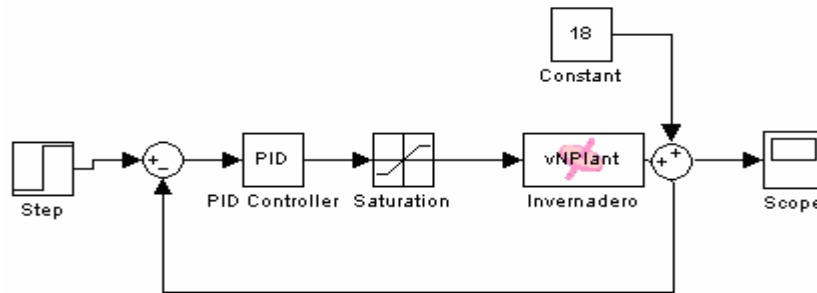 18
Constant
PID
vNPlant
Step
PID Controller
Saturation
Invernadero
Scope